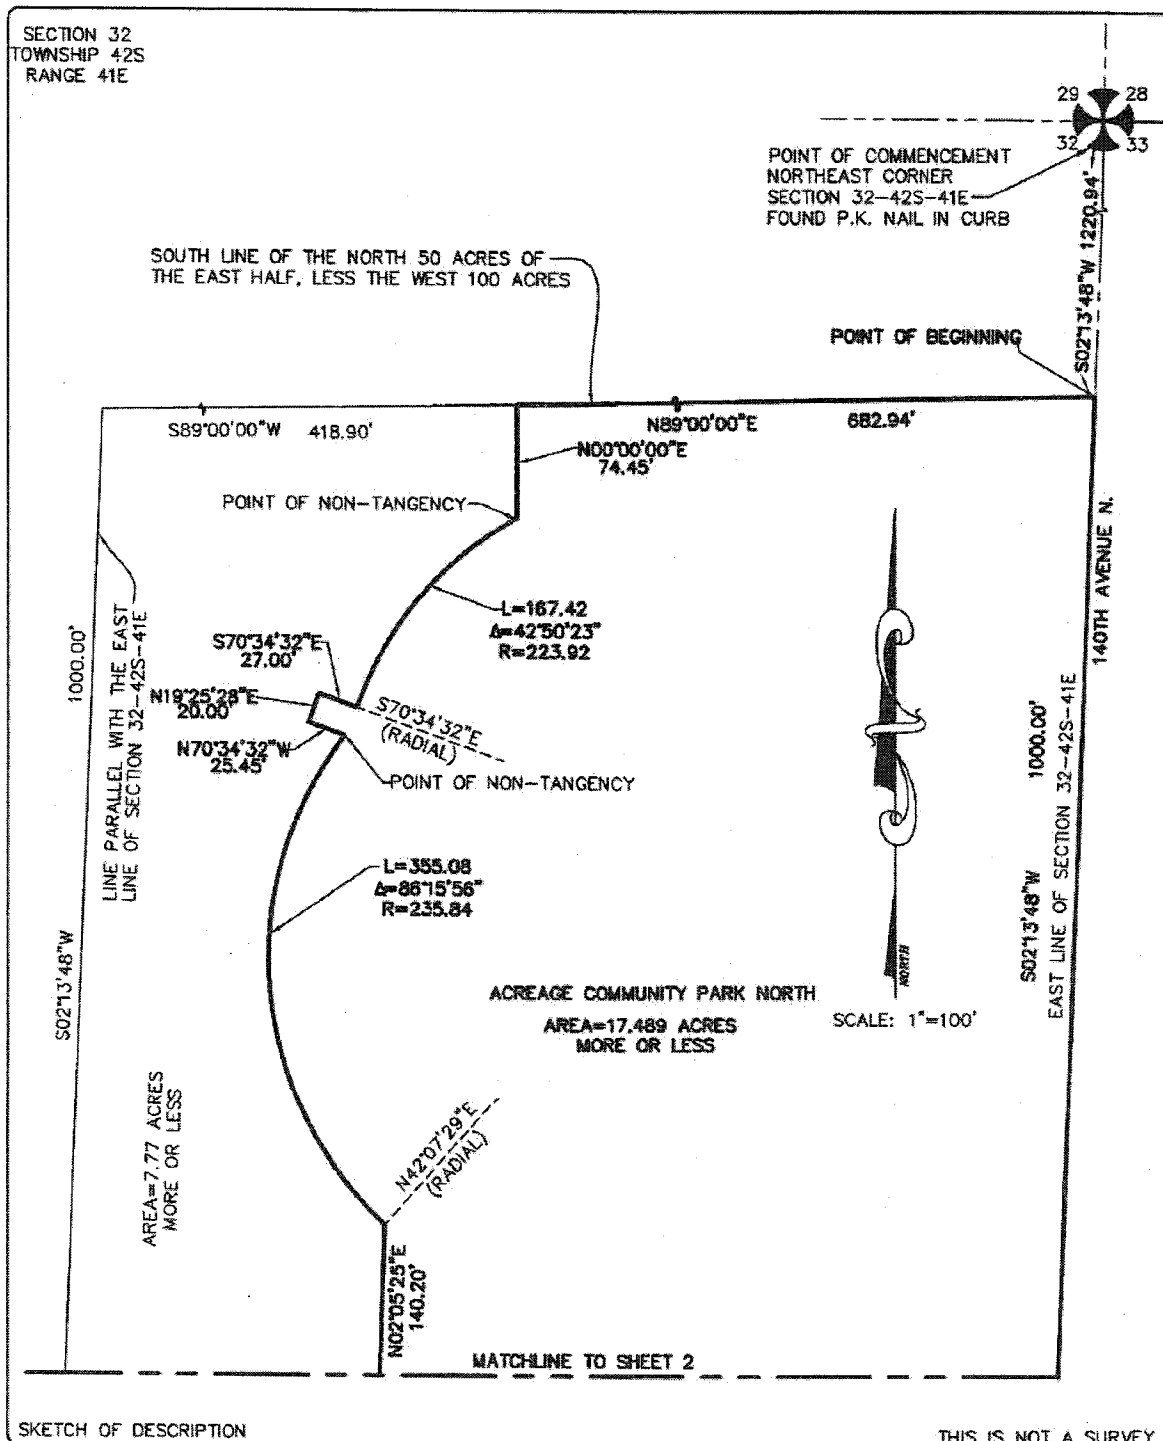 SECTION 32
TOWNSHIP 42S
RANGE 41E
29
28
32
33
POINT OF COMMENCEMENT
NORTHEAST CORNER
SECTION 32-42S-41E
FOUND P.K. NAIL IN CURB
S02°13'48"W 1220.94'
SOUTH LINE OF THE NORTH 50 ACRES OF
THE EAST HALF, LESS THE WEST 100 ACRES
POINT OF BEGINNING
S89°00'00"W 418.90'
N89°00'00"E 682.94'
N00°00'00"E
74.45'
POINT OF NON-TANGENCY
L=167.42
Δ=42°50'23"
R=223.92
S70°34'32"E
27.00'
N19°25'28"E
20.00'
N70°34'32"W
25.45'
S70°34'32"E
(RADIAL)
POINT OF NON-TANGENCY
1000.00'
LINE PARALLEL WITH THE EAST
LINE OF SECTION 32-42S-41E
S02°13'48"W
140TH AVENUE N.
1000.00'
S02°13'48"W
EAST LINE OF SECTION 32-42S-41E
L=355.08
Δ=86°15'56"
R=235.84
NORTH
ACREAGE COMMUNITY PARK NORTH
AREA=17.489 ACRES
MORE OR LESS
SCALE: 1"=100'
AREA=7.77 ACRES
MORE OR LESS
N42°07'29"E
(RADIAL)
N02°05'25"E
140.20'
MATCHLINE TO SHEET 2
SKETCH OF DESCRIPTION
THIS IS NOT A SURVEY